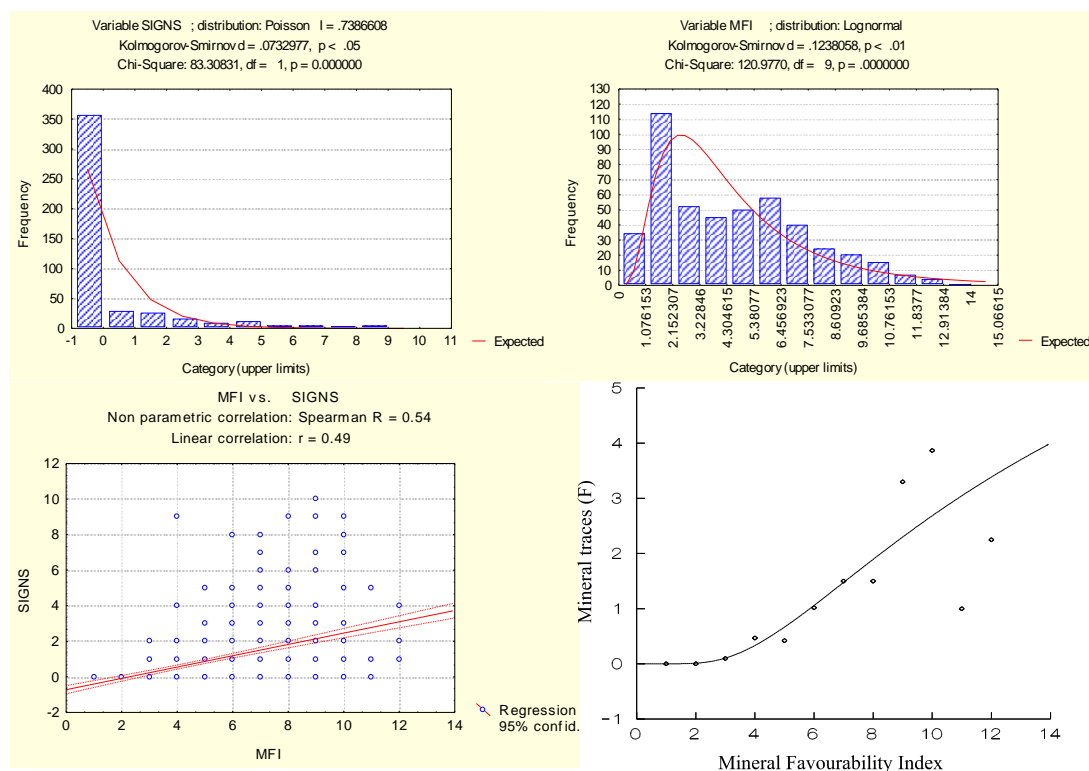 Variable SIGNS ; distribution: Poisson l = .7386608
Kolmogorov-Smirnov d = .0732977, p < .05
Chi-Square: 83.30831, df = 1, p = 0.000000
Frequency
400
350
300
250
200
150
100
50
0
-1 0 1 2 3 4 5 6 7 8 9 10 11
Category (upper limits)
Expected
Variable MFI ; distribution: Lognormal
Kolmogorov-Smirnov d = .1238058, p < .01
Chi-Square: 120.9770, df = 9, p = .0000000
Frequency
130
120
110
100
90
80
70
60
50
40
30
20
10
0
0
1.076153
2.152307
3.22846
4.304615
5.38077
6.456923
7.533077
8.60923
9.685384
10.76153
11.8377
12.91384
14
15.06615
Category (upper limits)
Expected
MFI vs. SIGNS
Non parametric correlation: Spearman R = 0.54
Linear correlation: r = 0.49
SIGNS
12
10
8
6
4
2
0
-2
0 2 4 6 8 10 12 14
MFI
Regression
95% confid.
Mineral traces (F)
5
4
3
2
1
0
-1
0 2 4 6 8 10 12 14
Mineral Favourability Index